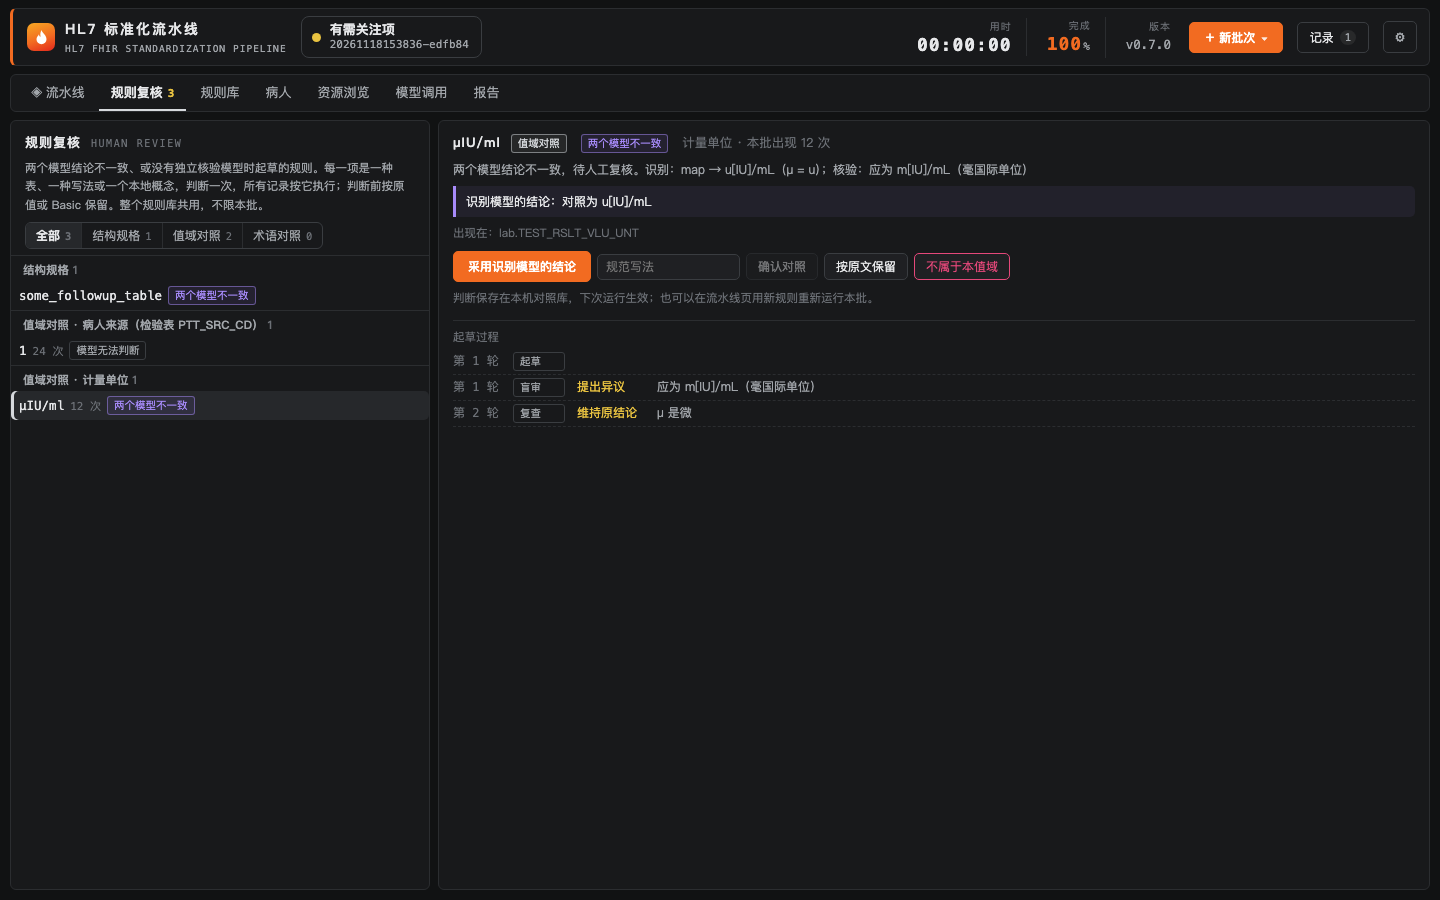 HL7 标准化流水线
HL7 FHIR STANDARDIZATION PIPELINE
有需关注项
20261118153836-edfb84
用时
00:00:00
完成
100%
版本
v0.7.0
+ 新批次
记录 1
流水线
规则复核 3
规则库
病人
资源浏览
模型调用
报告
规则复核 HUMAN REVIEW
两个模型结论不一致、或没有独立核验模型时起草的规则。每一项是一种
表、一种写法或一个本地概念，判断一次，所有记录按它执行；判断前按原
值或 Basic 保留。整个规则库共用，不限本批。
全部 3
结构规格 1
值域对照 2
术语对照 0
结构规格 1
some_followup_table 两个模型不一致
值域对照 · 病人来源（检验表 PTT_SRC_CD） 1
1 24 次 模型无法判断
值域对照 · 计量单位 1
μIU/ml 12 次 两个模型不一致
μIU/ml 值域对照 两个模型不一致 计量单位 · 本批出现 12 次
两个模型结论不一致，待人工复核。识别：map → u[IU]/mL（μ = u）；核验：应为 m[IU]/mL（毫国际单位）
识别模型的结论：对照为 u[IU]/mL
出现在：lab.TEST_RSLT_VLU_UNT
采用识别模型的结论
规范写法
确认对照
按原文保留
不属于本值域
判断保存在本机对照库，下次运行生效；也可以在流水线页用新规则重新运行本批。
起草过程
第 1 轮 起草
第 1 轮 盲审 提出异议 应为 m[IU]/mL（毫国际单位）
第 2 轮 复查 维持原结论 μ 是微